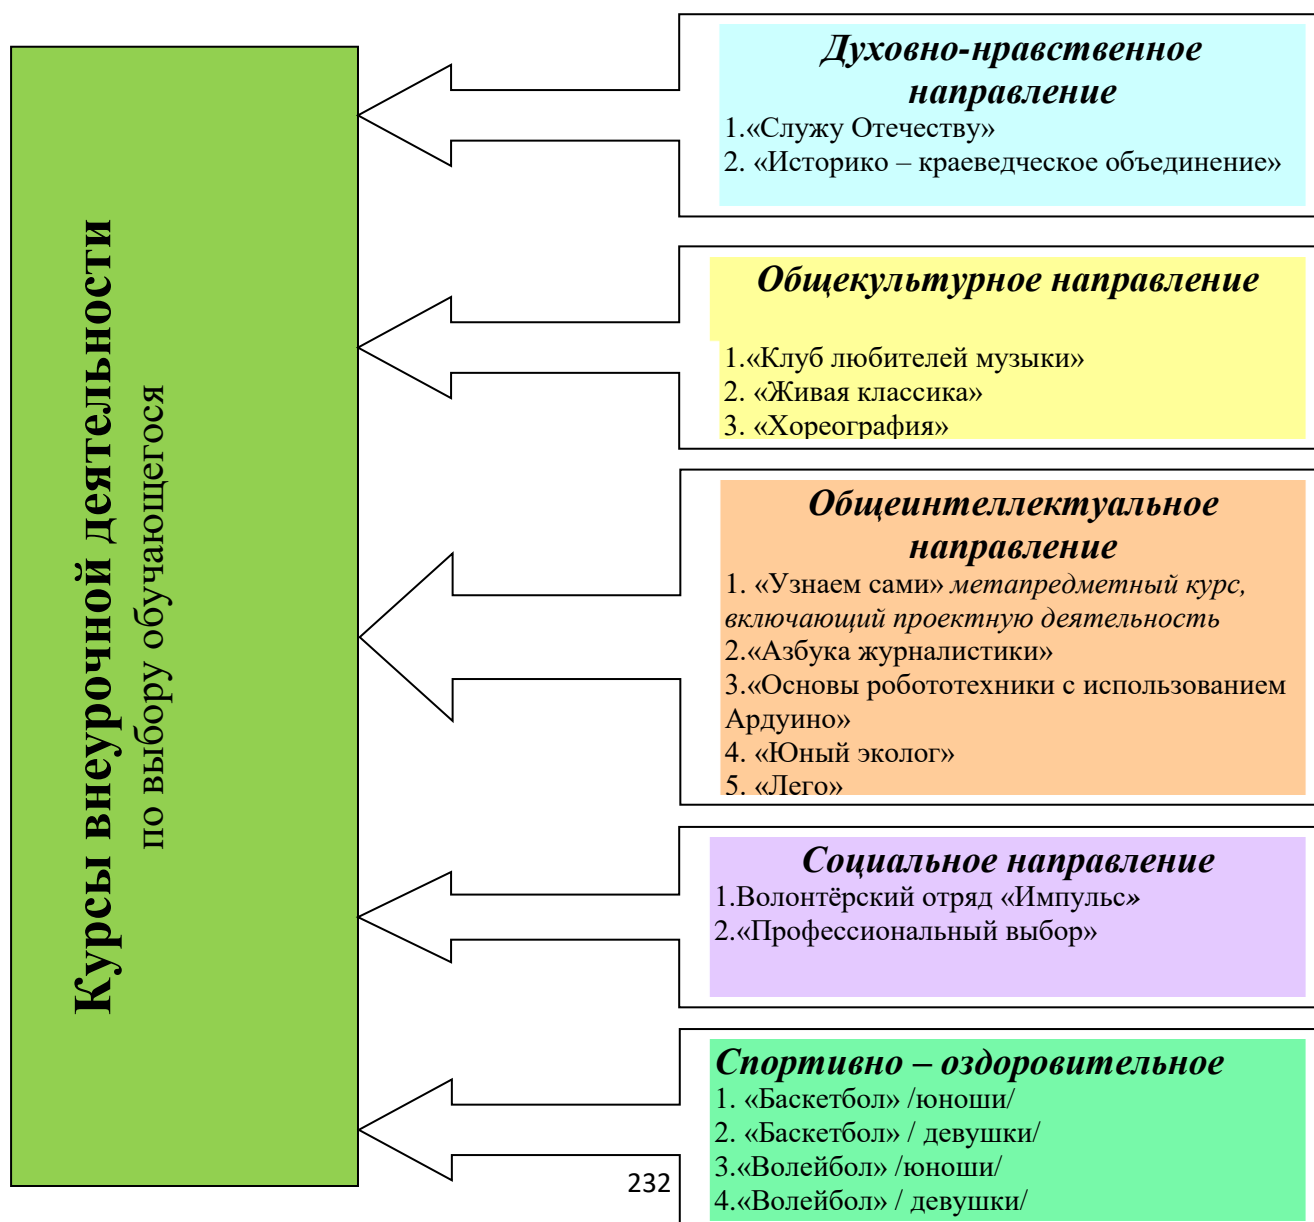 Курсы внеурочной деятельности
по выбору обучающегося
Духовно-нравственное
направление
1.«Служу Отечеству»
2. «Историко – краеведческое объединение»
Общекультурное направление
1.«Клуб любителей музыки»
2. «Живая классика»
3. «Хореография»
Общеинтеллектуальное
направление
1. «Узнаем сами» метапредметный курс,
включающий проектную деятельность
2.«Азбука журналистики»
3.«Основы робототехники с использованием
Ардуино»
4. «Юный эколог»
5. «Лего»
Социальное направление
1.Волонтёрский отряд «Импульс»
2.«Профессиональный выбор»
Спортивно – оздоровительное
1. «Баскетбол» /юноши/
2. «Баскетбол» / девушки/
3.«Волейбол» /юноши/
4.«Волейбол» / девушки/
232